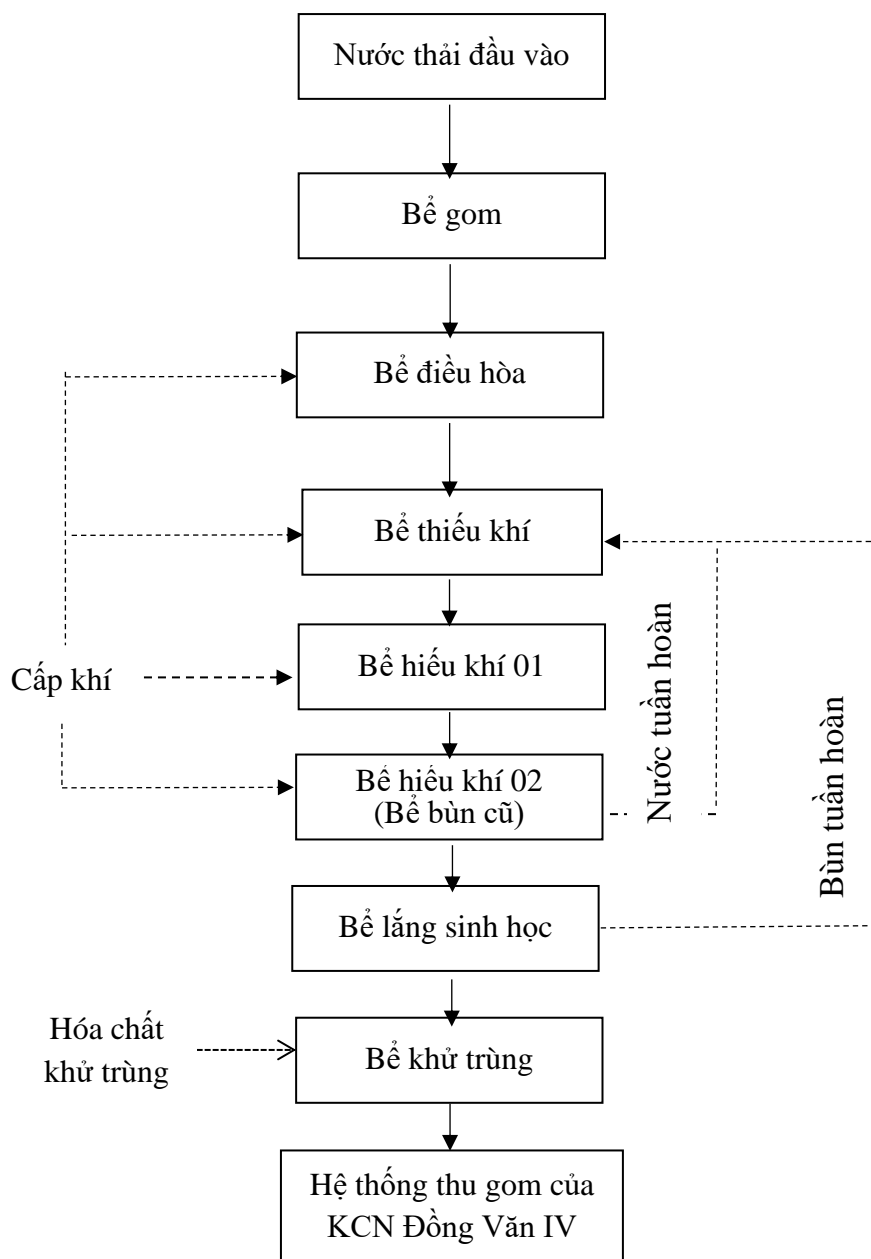 Nước thải đầu vào
Bể gom
Bể điều hòa
Bể thiếu khí
Bể hiếu khí 01
Cấp khí
Nước tuần hoàn
Bùn tuần hoàn
Bể hiếu khí 02
(Bể bùn cũ)
Bể lắng sinh học
Hóa chất
khử trùng
Bể khử trùng
Hệ thống thu gom của
KCN Đồng Văn IV